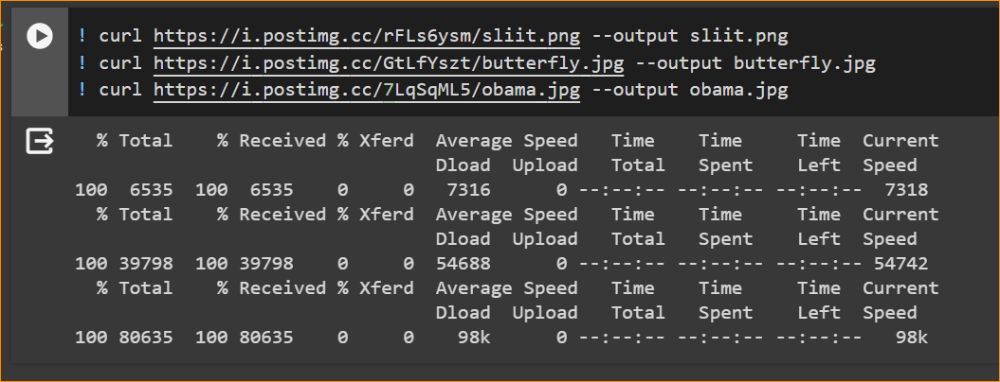 ! curl https://i.postimg.cc/rFLs6ysm/sliit.png --output sliit.png
! curl https://i.postimg.cc/GtLfYszt/butterfly.jpg --output butterfly.jpg
! curl https://i.postimg.cc/7LqSqML5/obama.jpg --output obama.jpg
% Total % Received % Xferd Average Speed Time Time Time Current
Dload Upload Total Spent Left Speed
100 6535 100 6535 0 0 7316 0 --:--:-- --:--:-- --:--:-- 7318
% Total % Received % Xferd Average Speed Time Time Time Current
Dload Upload Total Spent Left Speed
100 39798 100 39798 0 0 54688 0 --:--:-- --:--:-- --:--:-- 54742
% Total % Received % Xferd Average Speed Time Time Time Current
Dload Upload Total Spent Left Speed
100 80635 100 80635 0 0 98k 0 --:--:-- --:--:-- --:--:-- 98k